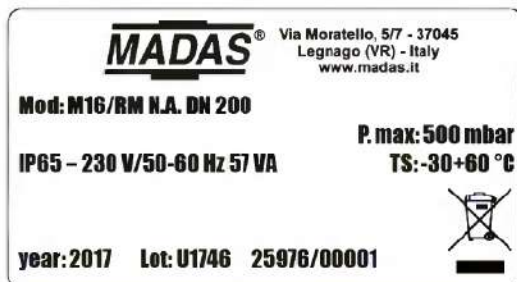 MADAS® Via Moratello, 5/7 - 37045
Legnago (VR) - Italy
www.madas.it
Mod: M16/RM N.A. DN 200
P. max: 500 mbar
IP65 – 230 V/50-60 Hz 57 VA TS: -30+60 °C
year: 2017 Lot: U1746 25976/00001